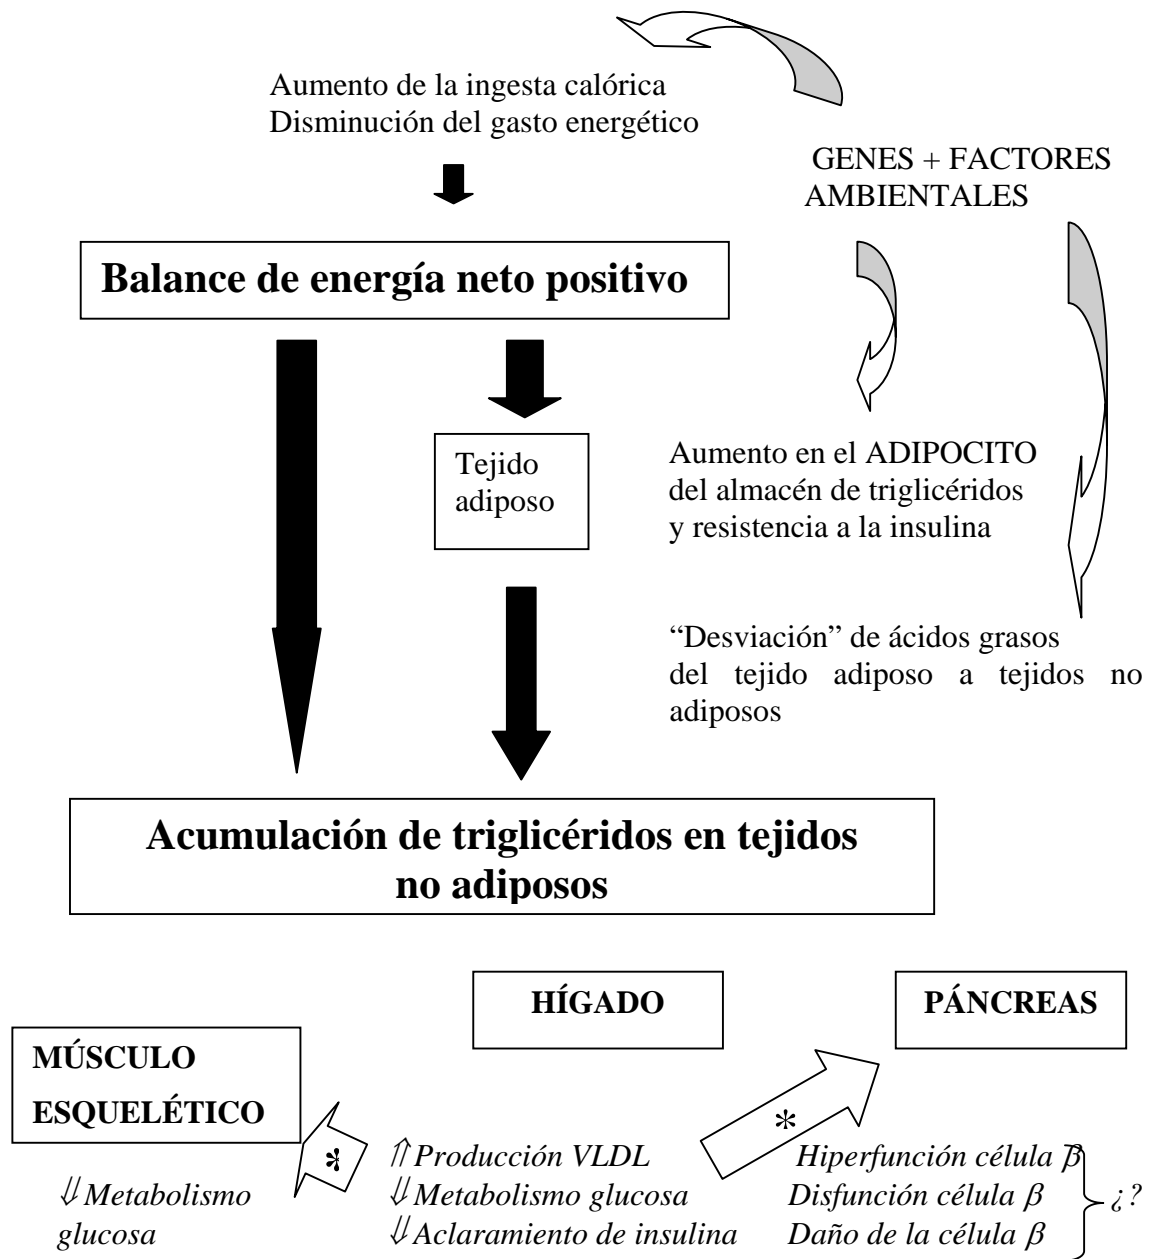 Aumento de la ingesta calórica
Disminución del gasto energético
GENES + FACTORES
AMBIENTALES
Balance de energía neto positivo
Tejido
adiposo
Aumento en el ADIPOCITO
del almacén de triglicéridos
y resistencia a la insulina
“Desviación” de ácidos grasos
del tejido adiposo a tejidos no
adiposos
Acumulación de triglicéridos en tejidos
no adiposos
HÍGADO
PÁNCREAS
MÚSCULO
ESQUELÉTICO
*
*
⇓Metabolismo
glucosa
⇑Producción VLDL
⇓Metabolismo glucosa
⇓Aclaramiento de insulina
Hiperfunción célula β
Disfunción célula β
Daño de la célula β
¿?